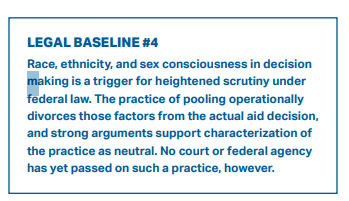 LEGAL BASELINE #4
Race, ethnicity, and sex consciousness in decision
making is a trigger for heightened scrutiny under
federal law. The practice of pooling operationally
divorces those factors from the actual aid decision,
and strong arguments support characterization of
the practice as neutral. No court or federal agency
has yet passed on such a practice, however.